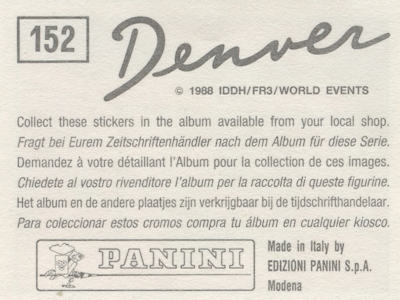 152
Denver
© 1988 IDDH/FR3/WORLD EVENTS
Collect these stickers in the album available from your local shop.
Fragt bei Eurem Zeitschriftenhändler nach dem Album für diese Serie.
Demandez à votre détaillant l'Album pour la collection de ces images.
Chiedete al vostro rivenditore l'album per la raccolta di queste figurine.
Het album en de andere plaatjes zijn verkrijgbaar bij de tijdschrifthandelaar.
Para coleccionar estos cromos compra tu álbum en cualquier kiosco.
PANINI
Made in Italy by
EDIZIONI PANINI S.p.A.
Modena